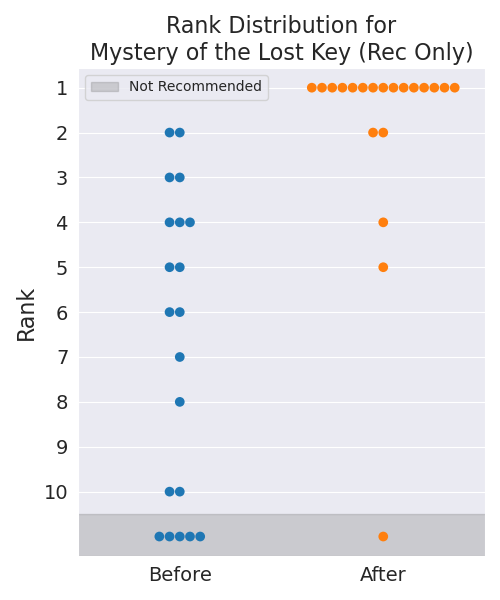 Rank Distribution for
Mystery of the Lost Key (Rec Only)
Not Recommended
1
2
3
4
5
6
7
8
9
10
Rank
Before After